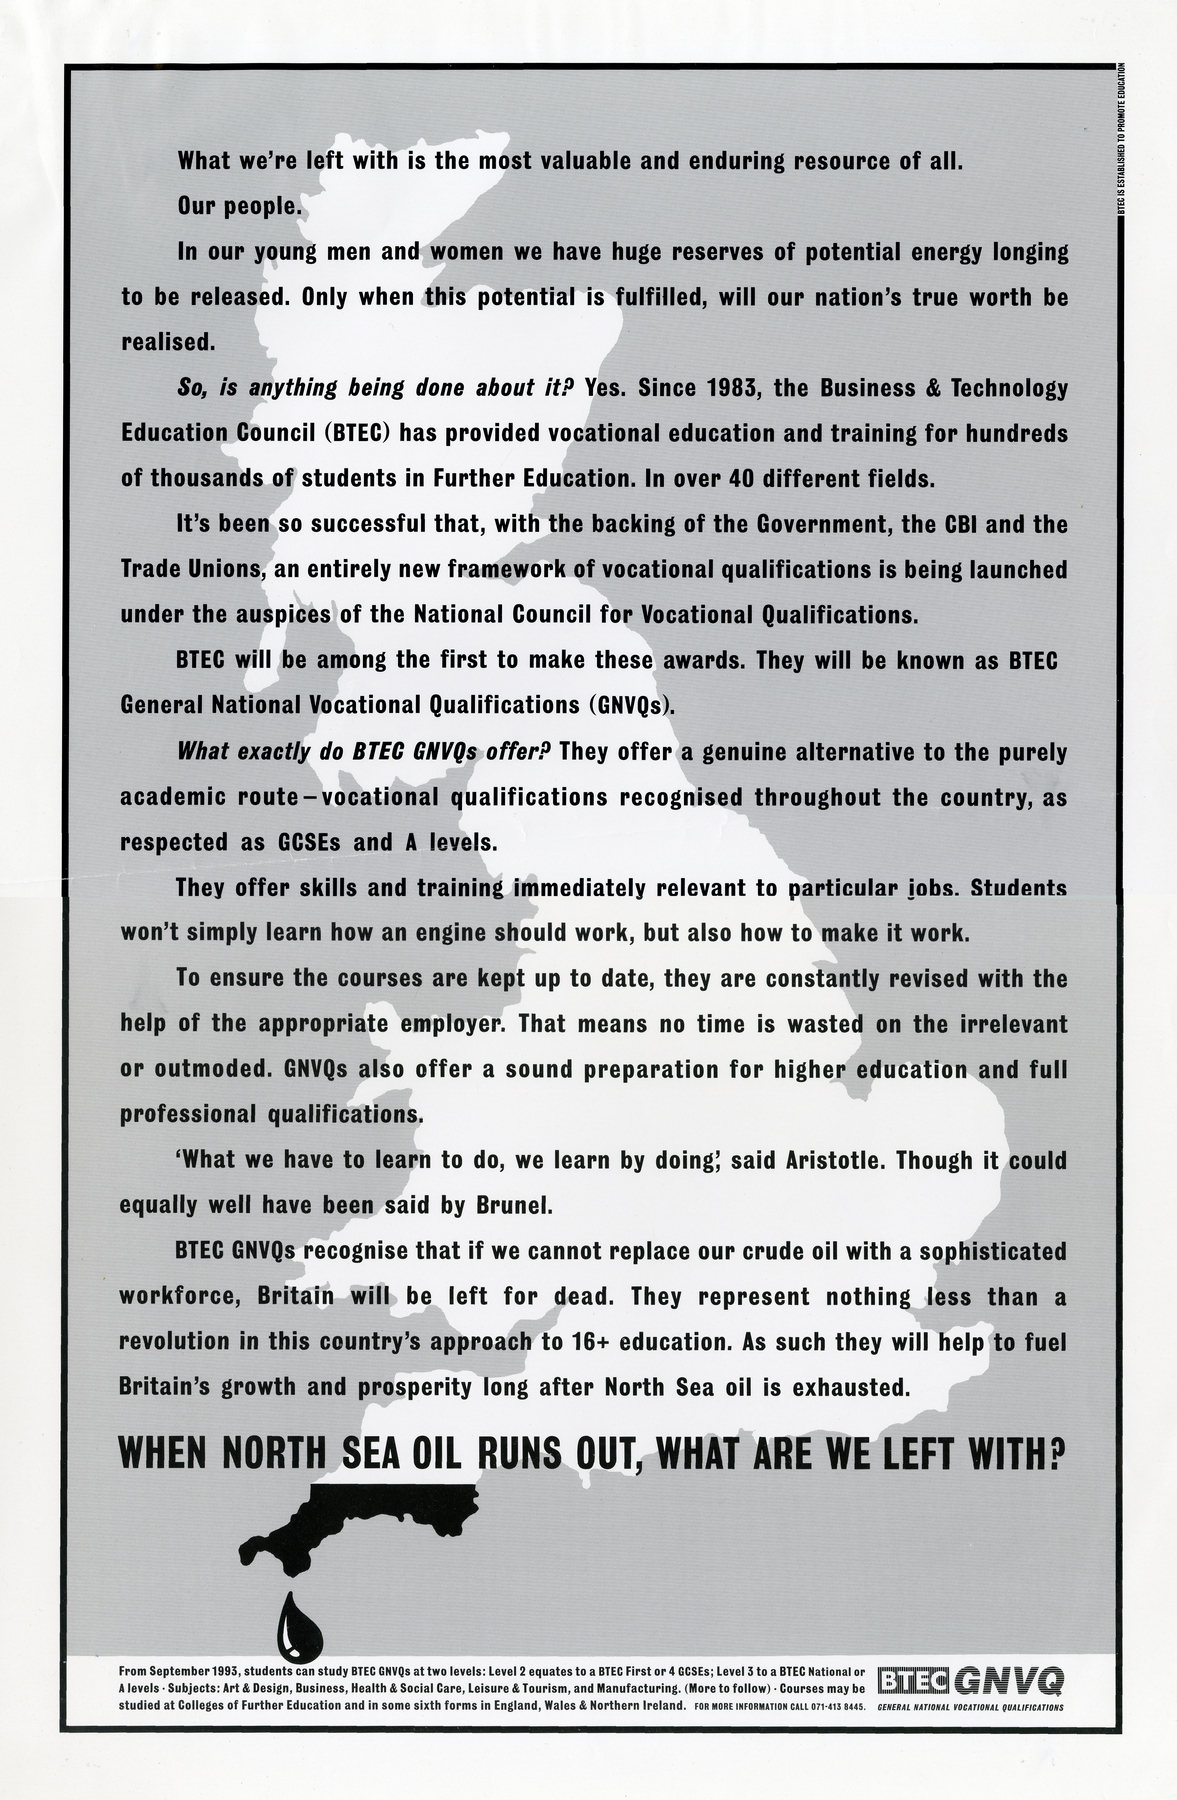 BTEC IS ESTABLISHED TO PROMOTE EDUCATION
What we're left with is the most valuable and enduring resource of all.
Our people.
In our young men and women we have huge reserves of potential energy longing
to be released. Only when this potential is fulfilled, will our nation's true worth be
realised.
So, is anything being done about it? Yes. Since 1983, the Business & Technology
Education Council (BTEC) has provided vocational education and training for hundreds
of thousands of students in Further Education. In over 40 different fields.
It's been so successful that, with the backing of the Government, the CBI and the
Trade Unions, an entirely new framework of vocational qualifications is being launched
under the auspices of the National Council for Vocational Qualifications.
BTEC will be among the first to make these awards. They will be known as BTEC
General National Vocational Qualifications (GNVQs).
What exactly do BTEC GNVQs offer? They offer a genuine alternative to the purely
academic route – vocational qualifications recognised throughout the country, as
respected as GCSEs and A levels.
They offer skills and training immediately relevant to particular jobs. Students
won't simply learn how an engine should work, but also how to make it work.
To ensure the courses are kept up to date, they are constantly revised with the
help of the appropriate employer. That means no time is wasted on the irrelevant
or outmoded. GNVQs also offer a sound preparation for higher education and full
professional qualifications.
'What we have to learn to do, we learn by doing,' said Aristotle. Though it could
equally well have been said by Brunel.
BTEC GNVQs recognise that if we cannot replace our crude oil with a sophisticated
workforce, Britain will be left for dead. They represent nothing less than a
revolution in this country's approach to 16+ education. As such they will help to fuel
Britain's growth and prosperity long after North Sea oil is exhausted.
WHEN NORTH SEA OIL RUNS OUT, WHAT ARE WE LEFT WITH?
From September 1993, students can study BTEC GNVQs at two levels: Level 2 equates to a BTEC First or 4 GCSEs; Level 3 to a BTEC National or
A levels · Subjects: Art & Design, Business, Health & Social Care, Leisure & Tourism, and Manufacturing. (More to follow) · Courses may be
studied at Colleges of Further Education and in some sixth forms in England, Wales & Northern Ireland. FOR MORE INFORMATION CALL 071-413 8445.
BTEC GNVQ
GENERAL NATIONAL VOCATIONAL QUALIFICATIONS